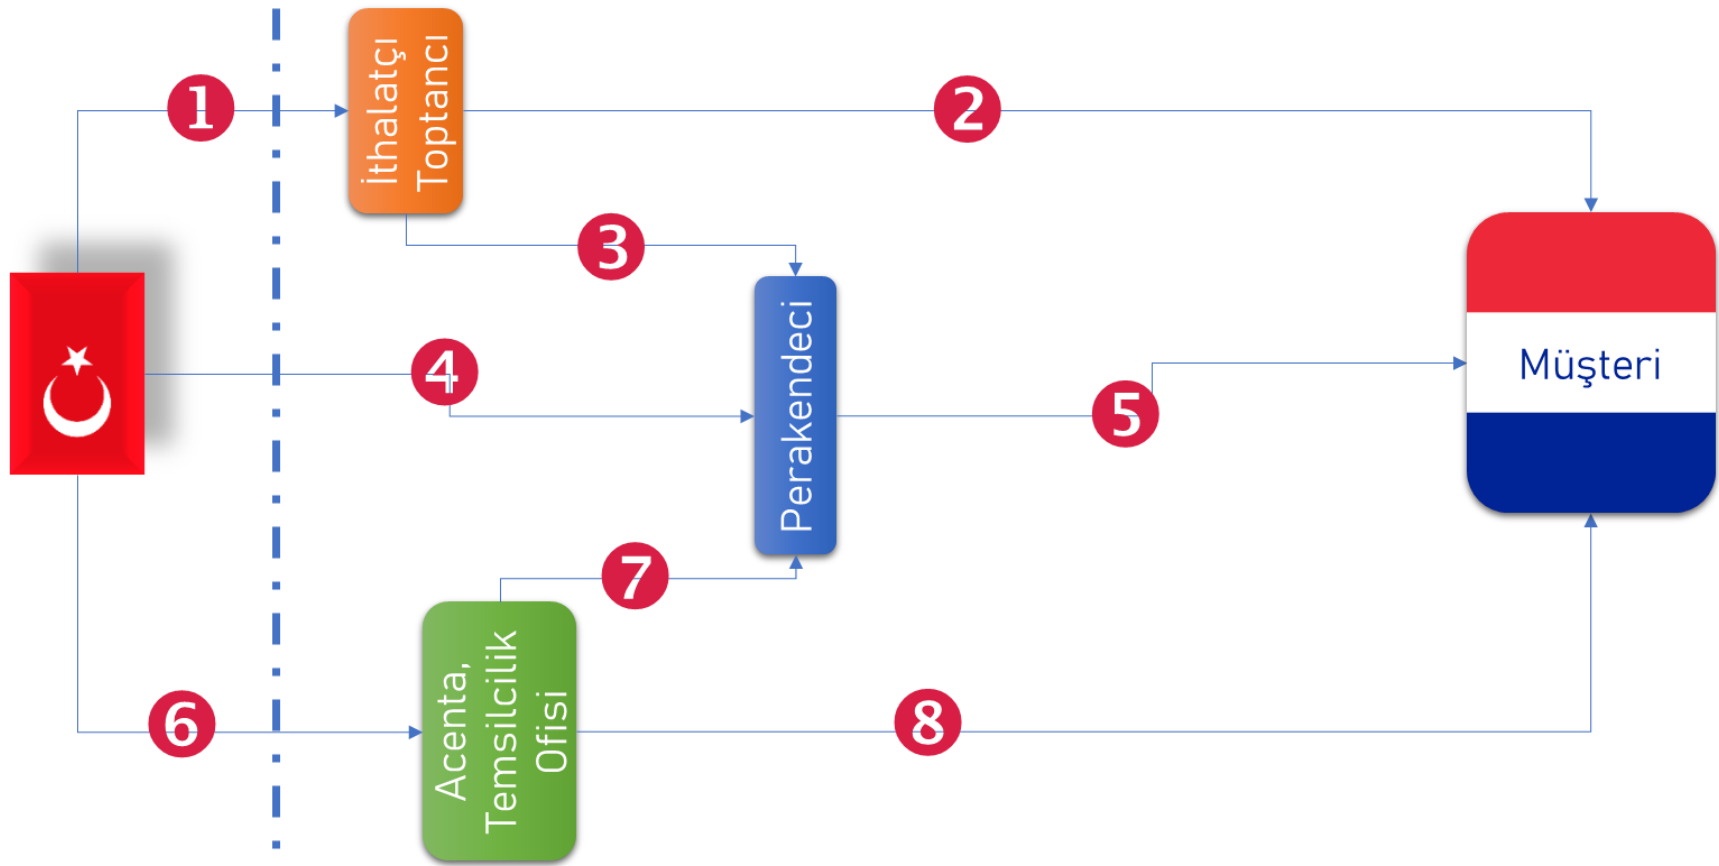 1
İthalatçı
Toptancı
2
3
4
Perakendeci
5
Müşteri
6
Acenta,
Temsilcilik
Ofisi
7
8